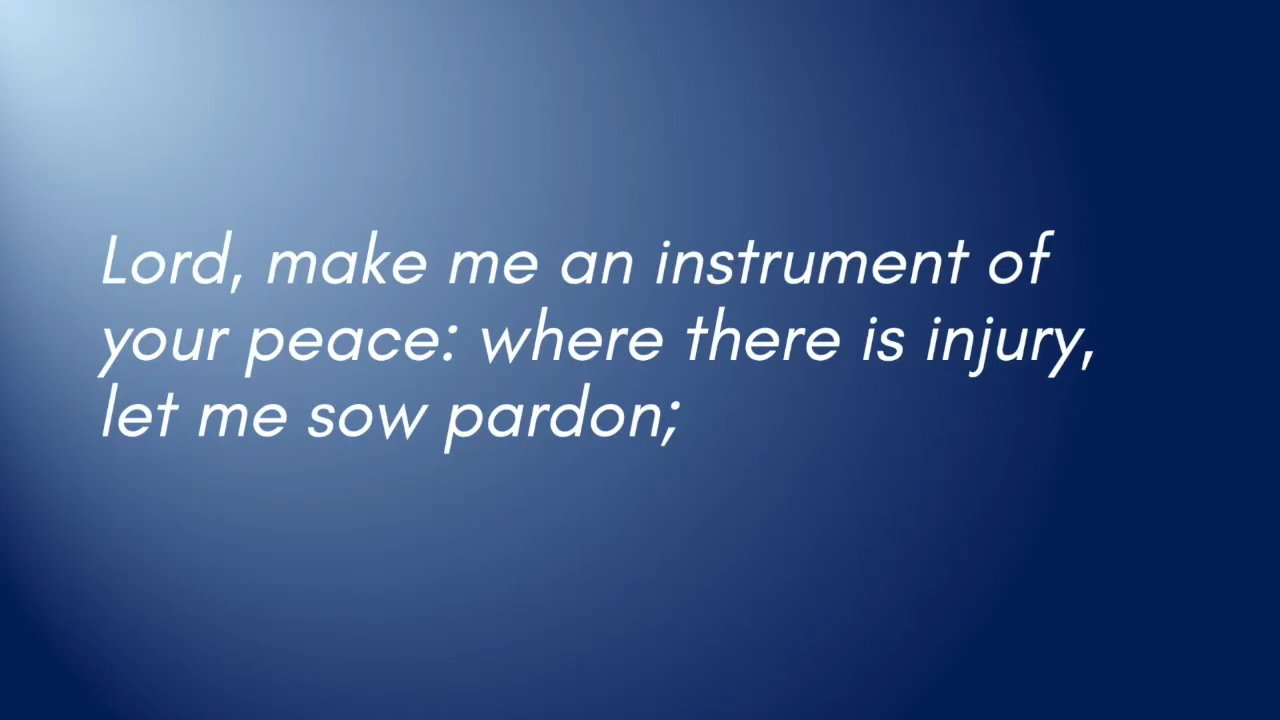 Lord, make me an instrument of
your peace: where there is injury,
let me sow pardon;